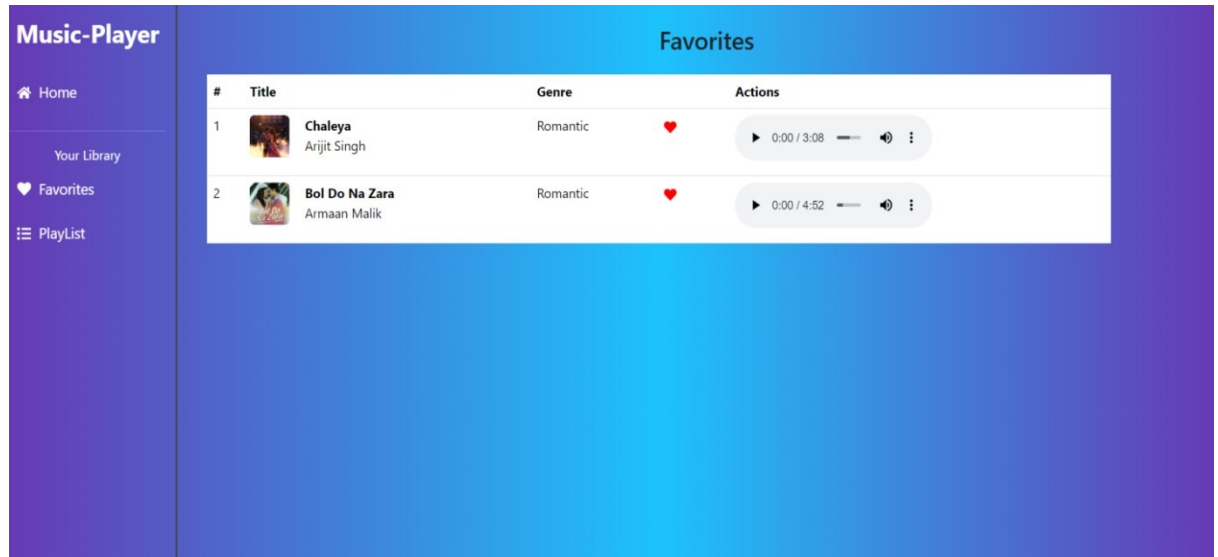 Music-Player
Home
Your Library
Favorites
PlayList
Favorites
# Title Genre Actions
1 Chaleya Romantic 0:00 / 3:08
Arijit Singh
2 Bol Do Na Zara Romantic 0:00 / 4:52
Armaan Malik